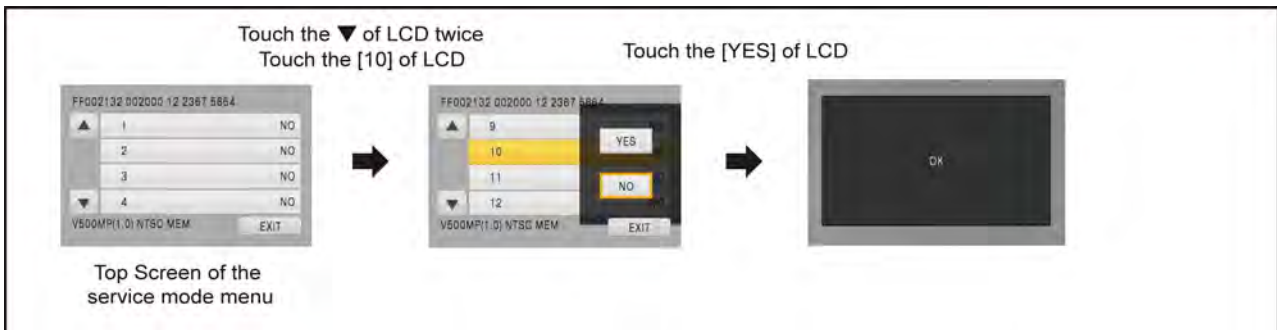 Touch the ▼ of LCD twice
Touch the [10] of LCD
Touch the [YES] of LCD
FF002132 002000 12 2367 5864
▲
1 NO
2 NO
3 NO
▼
4 NO
V500MP(1.0) NTSC MEM
EXIT
FF002132 002000 12 2367 5864
▲
9
10
11
▼
12
YES
NO
V500MP(1.0) NTSC MEM
EXIT
OK
Top Screen of the
service mode menu